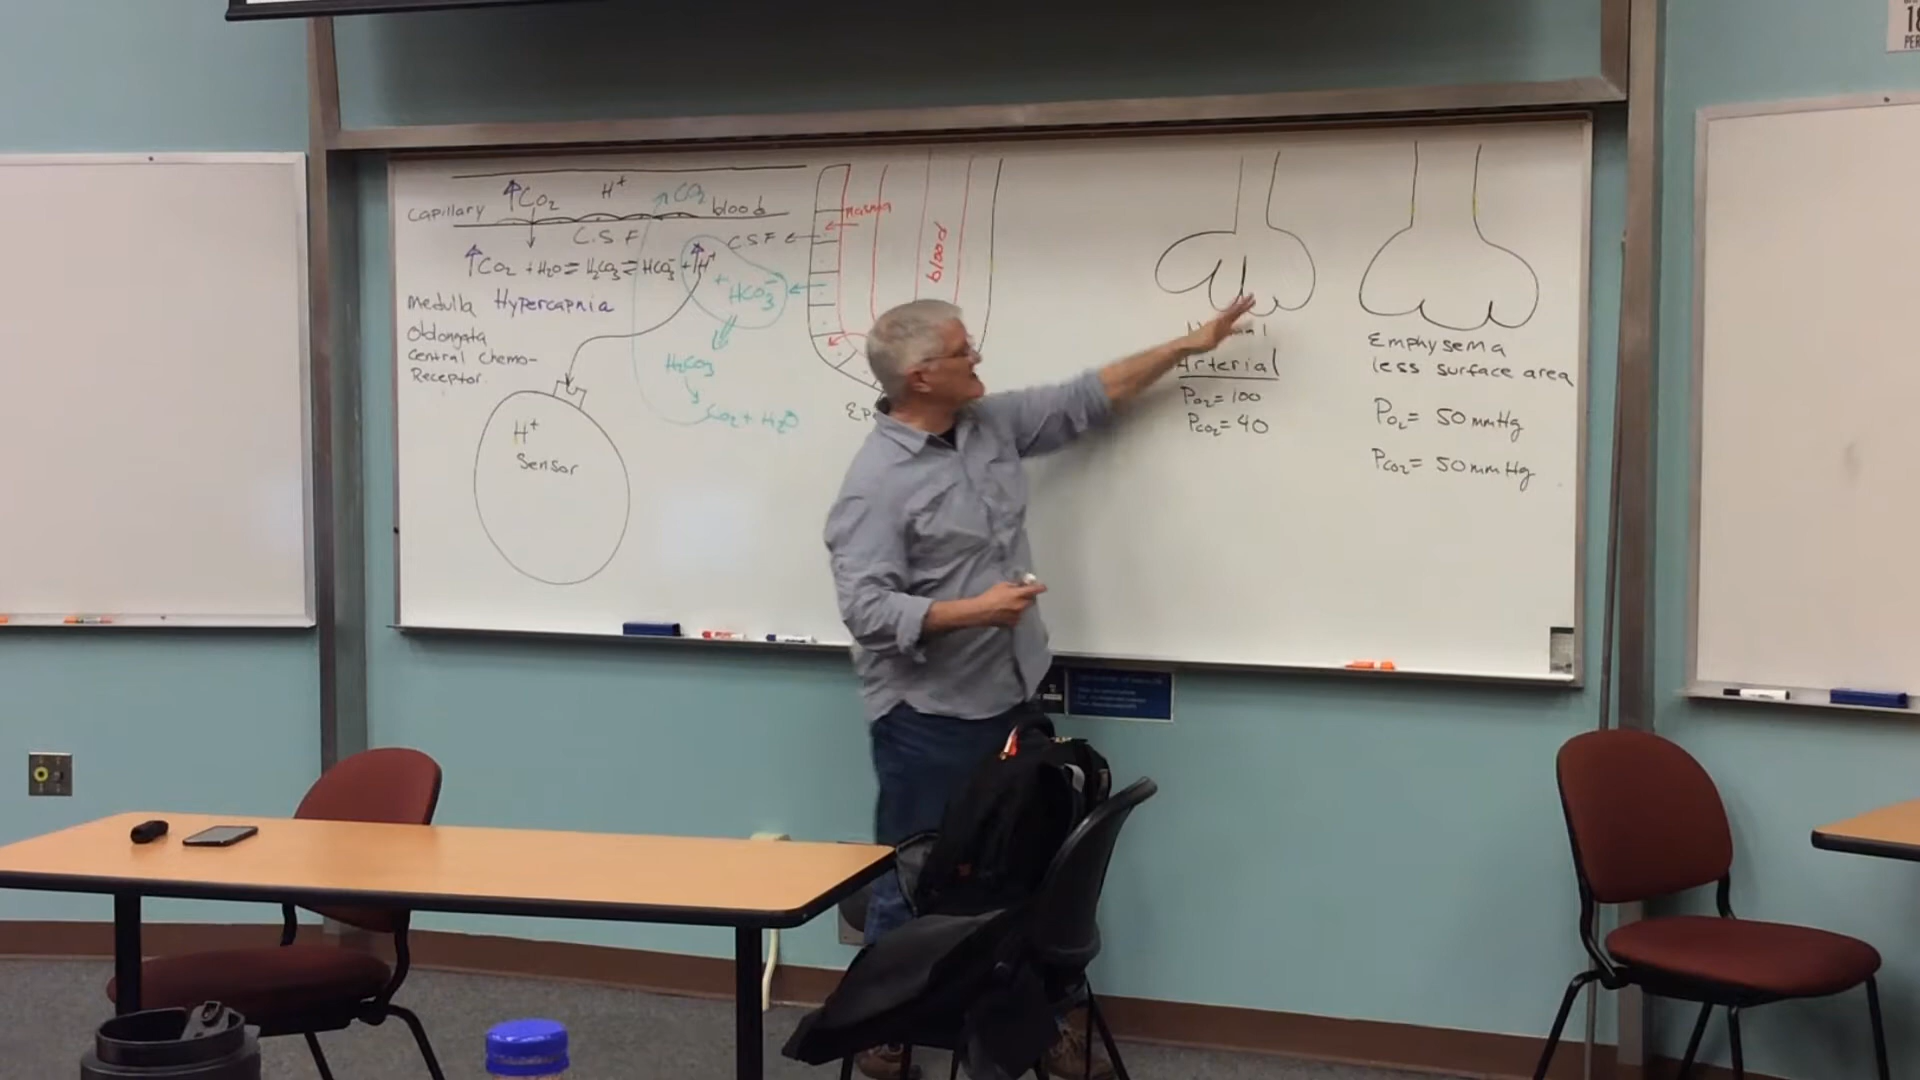 ↑CO₂ H⁺ ↗CO₂
Capillary blood
C.S.F
↑CO₂ + H₂O ⇌ H₂CO₃ ⇌ HCO₃⁻ + ↑H⁺
Medulla Hypercapnia
Oblongata
Central Chemo-
Receptor
H⁺
Sensor
C.S.F ←
+ HCO₃⁻ ←
H₂CO₃
CO₂ + H₂O
plasma
blood
Arterial
PO₂= 100
PCO₂= 40
Emphysema
less surface area
PO₂= 50 mmHg
PCO₂= 50 mmHg